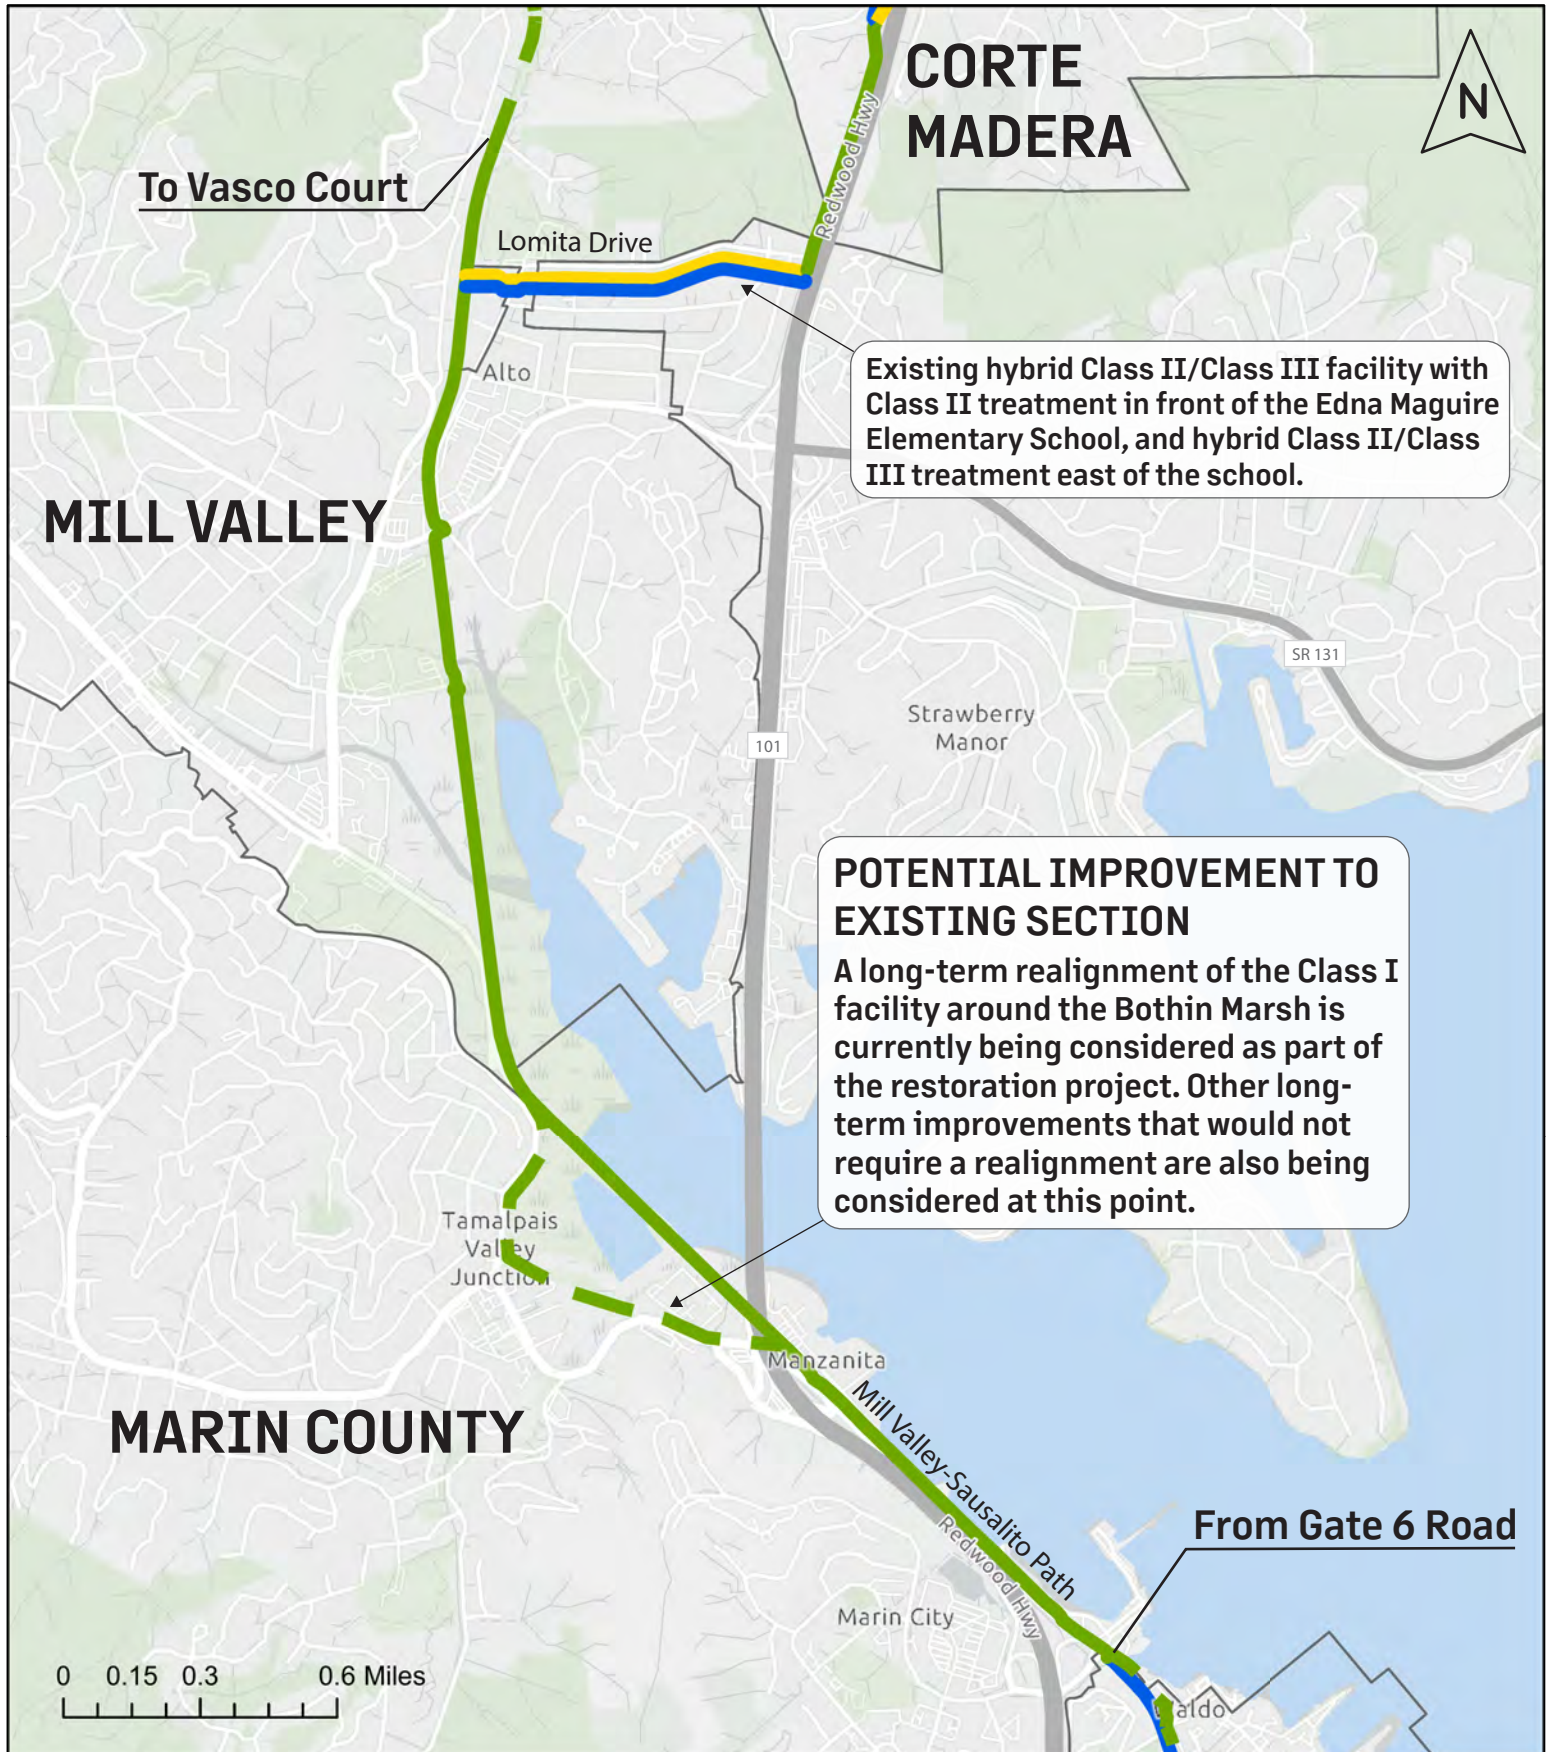 CORTE
MADERA
N
Redwood Hwy
To Vasco Court
Lomita Drive
Alto
Existing hybrid Class II/Class III facility with
Class II treatment in front of the Edna Maguire
Elementary School, and hybrid Class II/Class
III treatment east of the school.
MILL VALLEY
SR 131
Strawberry
Manor
101
POTENTIAL IMPROVEMENT TO
EXISTING SECTION
A long-term realignment of the Class I
facility around the Bothin Marsh is
currently being considered as part of
the restoration project. Other long-
term improvements that would not
require a realignment are also being
considered at this point.
Tamalpais
Valley
Junction
Manzanita
MARIN COUNTY
Mill Valley-Sausalito Path
Redwood Hwy
From Gate 6 Road
Marin City
0 0.15 0.3 0.6 Miles